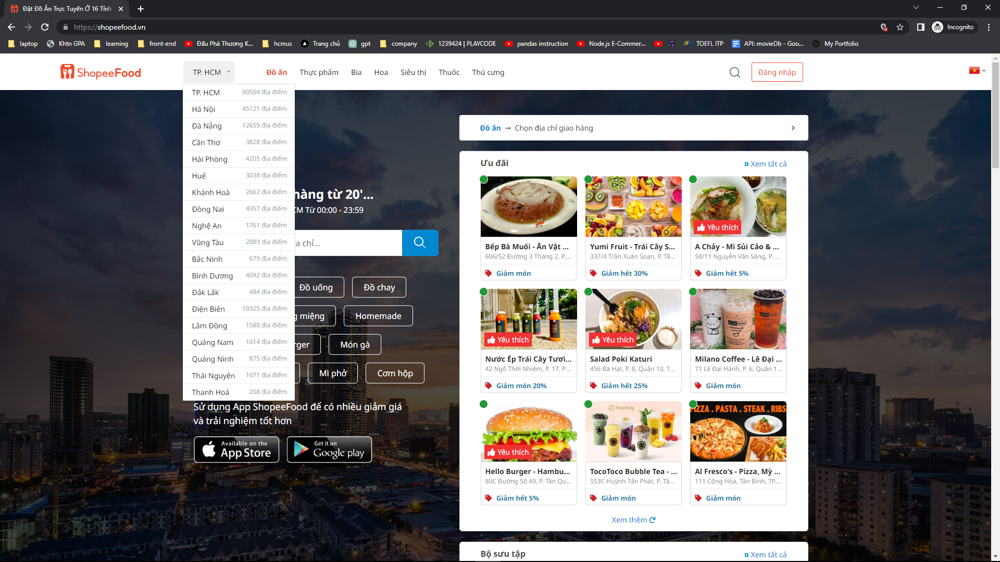 Đặt Đồ Ăn Trực Tuyến Ở 16 Tỉnh
https://shopeefood.vn
Incognito
laptop
Khtn GPA
learning
front-end
Đấu Phá Thương K...
hcmus
Trang chủ
gpt
company
1239424 | PLAYCODE
pandas instruction
Node.js E-Commer...
TOEFL ITP
API: movieDb - Goo...
My Portfolio
ShopeeFood
TP. HCM
Đồ ăn
Thực phẩm
Bia
Hoa
Siêu thị
Thuốc
Thú cưng
Đăng nhập
TP. HCM 90504 địa điểm
Hà Nội 45121 địa điểm
Đà Nẵng 12659 địa điểm
Cần Thơ 3828 địa điểm
Hải Phòng 4205 địa điểm
Huế 3038 địa điểm
Khánh Hoà 2662 địa điểm
Đồng Nai 4957 địa điểm
Nghệ An 1761 địa điểm
Vũng Tàu 2089 địa điểm
Bắc Ninh 679 địa điểm
Bình Dương 4092 địa điểm
Đắk Lắk 484 địa điểm
Điện Biên 10325 địa điểm
Lâm Đồng 1588 địa điểm
Quảng Nam 1014 địa điểm
Quảng Ninh 875 địa điểm
Thái Nguyên 1071 địa điểm
Thanh Hoá 208 địa điểm
hàng từ 20'...
CM Từ 00:00 - 23:59
a chỉ...
Đồ uống
Đồ chay
g miệng
Homemade
rger
Món gà
Mì phở
Cơm hộp
Sử dụng App ShopeeFood để có nhiều giảm giá
và trải nghiệm tốt hơn
Available on the
App Store
Get it on
Google play
Đồ ăn → Chọn địa chỉ giao hàng
Ưu đãi
Xem tất cả
Yêu thích
Bếp Bà Muối - Ăn Vặt ...
606/52 Đường 3 Tháng 2, P....
Giảm món
Yumi Fruit - Trái Cây S...
337/4 Trần Xuân Soạn, P. Tâ...
Giảm hết 30%
A Chảy - Mì Sủi Cảo & ...
58/11 Nguyễn Văn Săng, P. ...
Giảm hết 5%
Yêu thích
Yêu thích
Nước Ép Trái Cây Tươi...
42 Ngô Thời Nhiệm, P. 17, P...
Giảm món 20%
Salad Poki Katuri
456 Bà Hạt, P. 8, Quận 10, T...
Giảm hết 25%
Milano Coffee - Lê Đại ...
71 Lê Đại Hành, P. 6, Quận 1...
Giảm món
Yêu thích
TocoToco
PIZZA . PASTA . STEAK . RIBS
Hello Burger - Hambu...
80C Đường Số 49, P. Tân Qu...
Giảm hết 5%
TocoToco Bubble Tea - ...
553C Huỳnh Tấn Phát, P. Tâ...
Giảm món
Al Fresco's - Pizza, Mỳ ...
111 Cộng Hòa, Tân Bình, TP....
Giảm món
Xem thêm
Bộ sưu tập
Xem tất cả